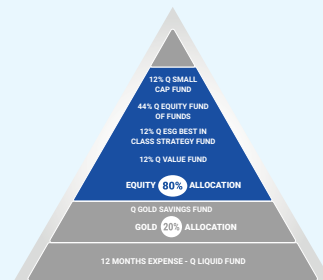 12% Q SMALL
CAP FUND
44% Q EQUITY FUND
OF FUNDS
12% Q ESG BEST IN
CLASS STRATEGY FUND
12% Q VALUE FUND
EQUITY 80% ALLOCATION
Q GOLD SAVINGS FUND
GOLD 20% ALLOCATION
12 MONTHS EXPENSE - Q LIQUID FUND